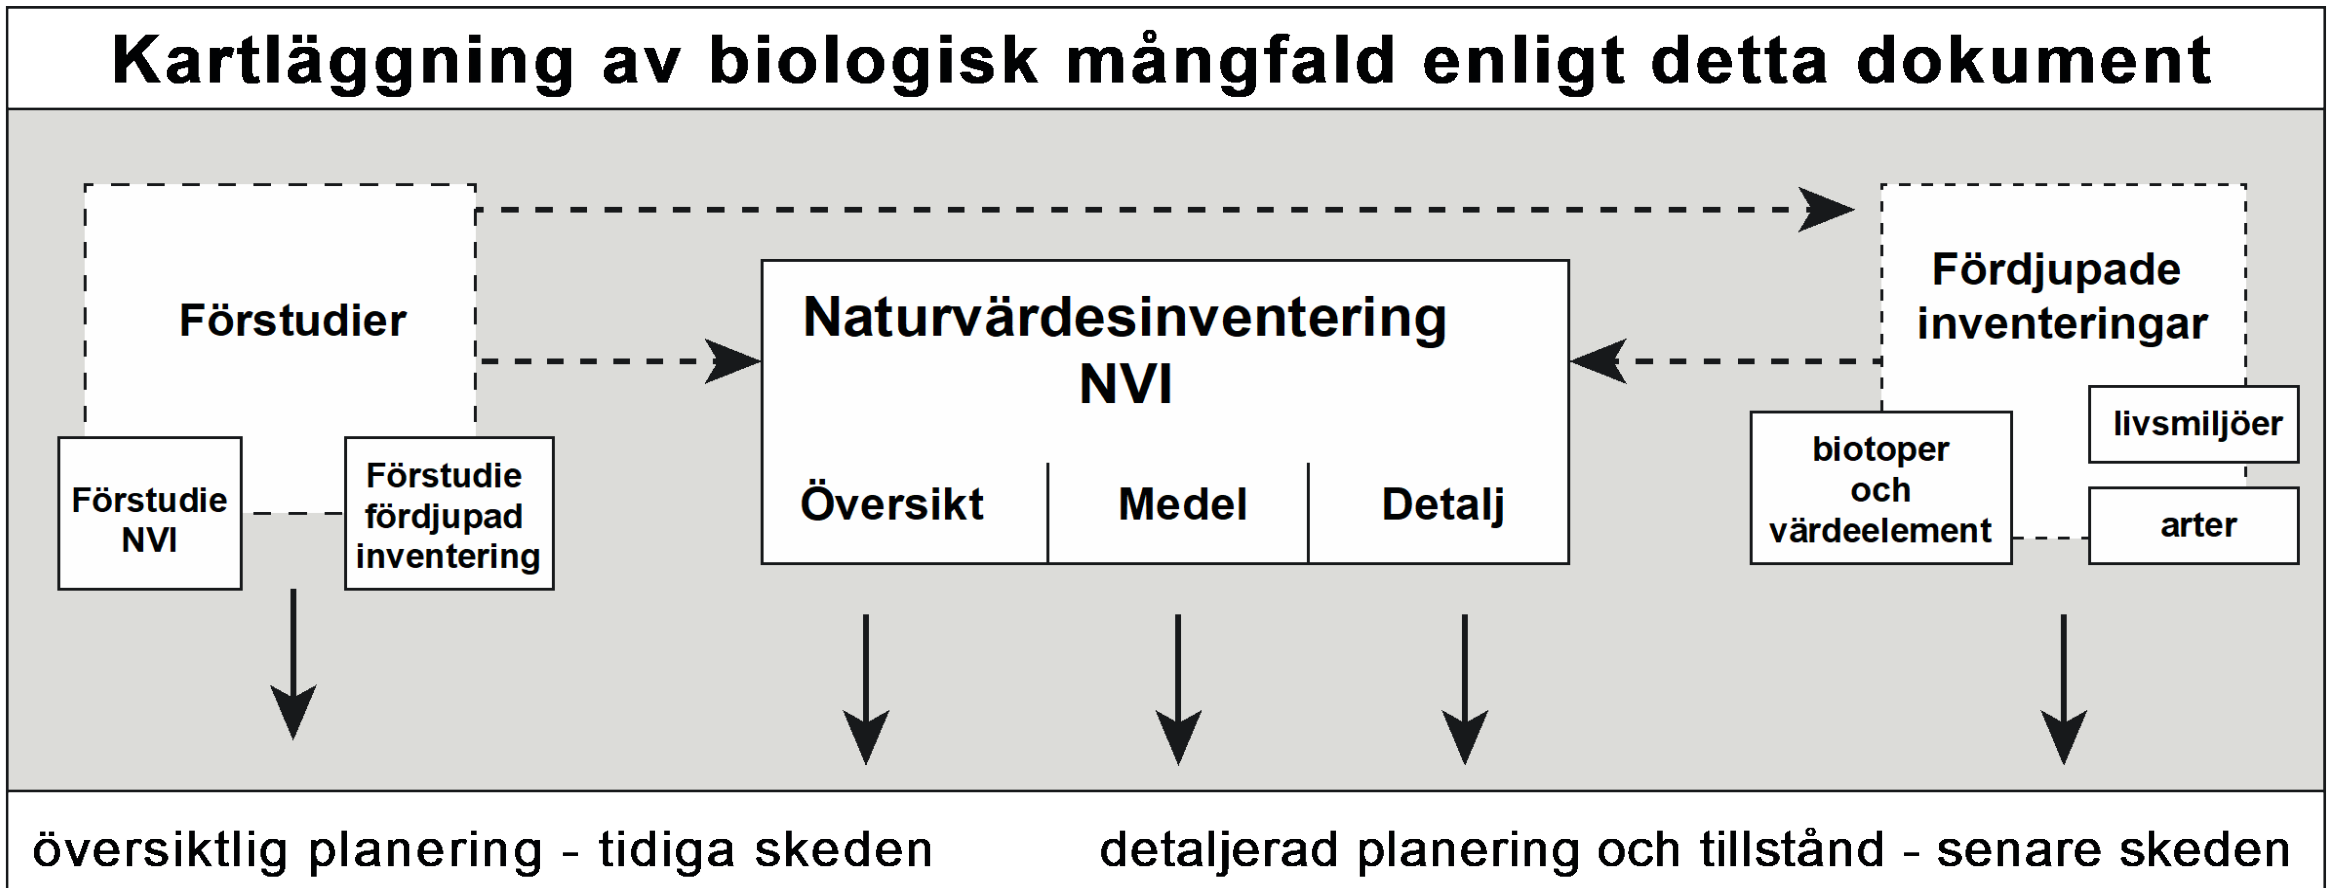 Kartläggning av biologisk mångfald enligt detta dokument
Förstudier
Förstudie
NVI
Förstudie
fördjupad
inventering
Naturvärdesinventering
NVI
Översikt
Medel
Detalj
Fördjupade
inventeringar
biotoper
och
värdeelement
livsmiljöer
arter
översiktlig planering - tidiga skeden
detaljerad planering och tillstånd - senare skeden